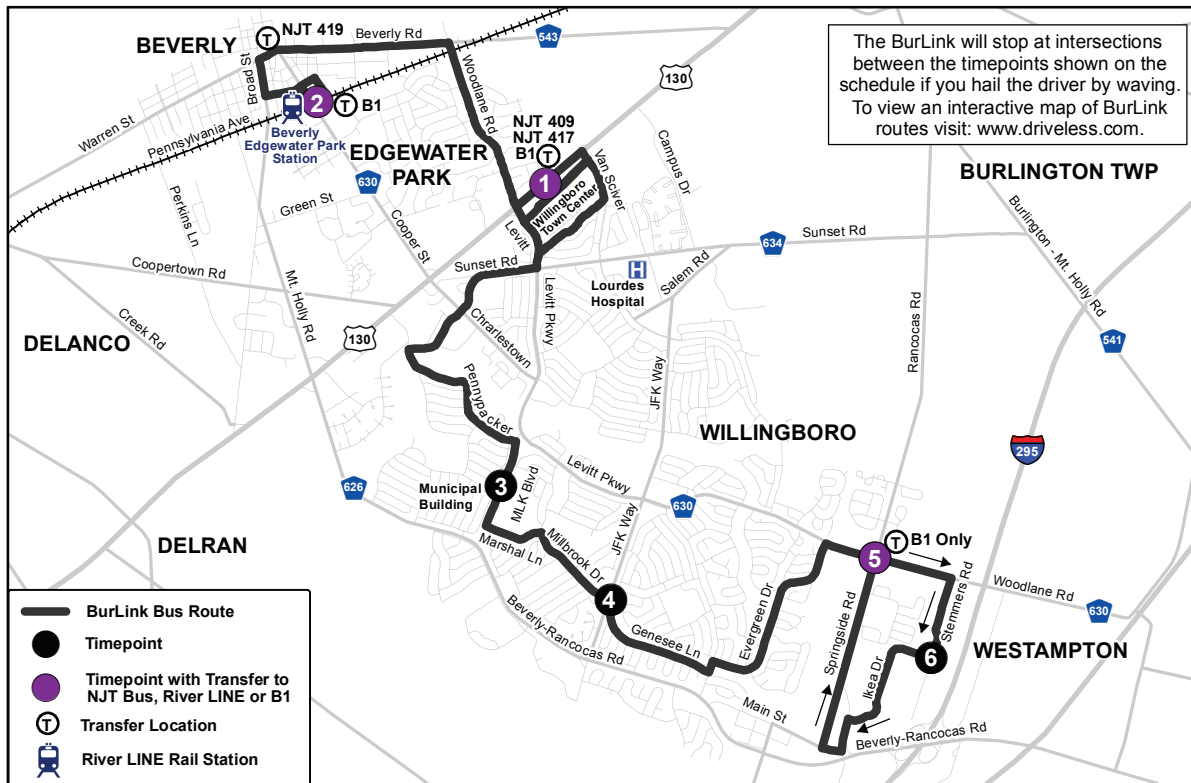 NJT 419
BEVERLY
Beverly Rd
543
Broad St
Woodlane Rd
130
The BurLink will stop at intersections
between the timepoints shown on the
schedule if you hail the driver by waving.
To view an interactive map of BurLink
routes visit: www.driveless.com.
Warren St
Pennsylvania Ave
2
T
B1
Beverly
Edgewater Park
Station
EDGEWATER
PARK
NJT 409
NJT 417
B1
T
1
Willingboro
Town Center
Van Sciver
Campus Dr
BURLINGTON TWP
630
Perkins Ln
Green St
Cooper St
Levitt
Coopertown Rd
Mt. Holly Rd
Sunset Rd
634
Sunset Rd
Burlington - Mt. Holly Rd
H
Lourdes
Hospital
Salem Rd
Levitt Pkwy
DELANCO
Creek Rd
130
Chrarlestown
JFK Way
Rancocas Rd
541
Pennypacker
WILLINGBORO
295
Municipal
Building
3
MLK Blvd
Levitt Pkwy
630
626
DELRAN
Marshal Ln
Millbrook Dr
JFK Way
T
B1 Only
5
4
Woodlane Rd
630
Stemmers Rd
Beverly-Rancocas Rd
Genesee Ln
Evergreen Dr
Springside Rd
6
WESTAMPTON
Ikea Dr
Main St
Beverly-Rancocas Rd
BurLink Bus Route
Timepoint
Timepoint with Transfer to
NJT Bus, River LINE or B1
T
Transfer Location
River LINE Rail Station
T